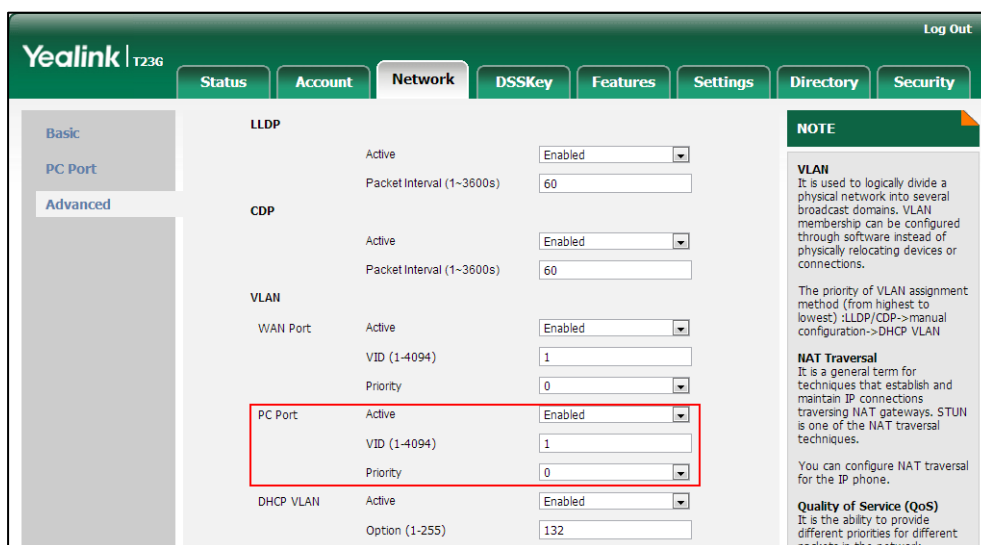 Log Out
Yealink T23G
Status Account Network DSSKey Features Settings Directory Security
Basic
PC Port
Advanced
LLDP
Active Enabled
Packet Interval (1~3600s) 60
CDP
Active Enabled
Packet Interval (1~3600s) 60
VLAN
WAN Port Active Enabled
VID (1-4094) 1
Priority 0
PC Port Active Enabled
VID (1-4094) 1
Priority 0
DHCP VLAN Active Enabled
Option (1-255) 132
NOTE
VLAN
It is used to logically divide a
physical network into several
broadcast domains. VLAN
membership can be configured
through software instead of
physically relocating devices or
connections.
The priority of VLAN assignment
method (from highest to
lowest) :LLDP/CDP->manual
configuration->DHCP VLAN
NAT Traversal
It is a general term for
techniques that establish and
maintain IP connections
traversing NAT gateways. STUN
is one of the NAT traversal
techniques.
You can configure NAT traversal
for the IP phone.
Quality of Service (QoS)
It is the ability to provide
different priorities for different
packets in the network